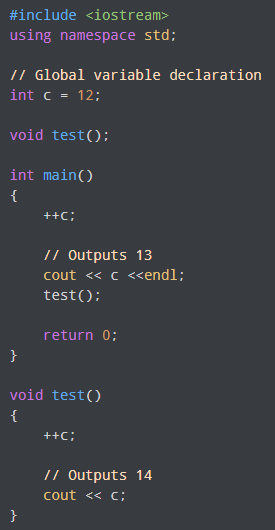 #include <iostream>
using namespace std;
// Global variable declaration
int c = 12;
void test();
int main()
{
    ++c;
    // Outputs 13
    cout << c <<endl;
    test();
    return 0;
}
void test()
{
    ++c;
    // Outputs 14
    cout << c;
}